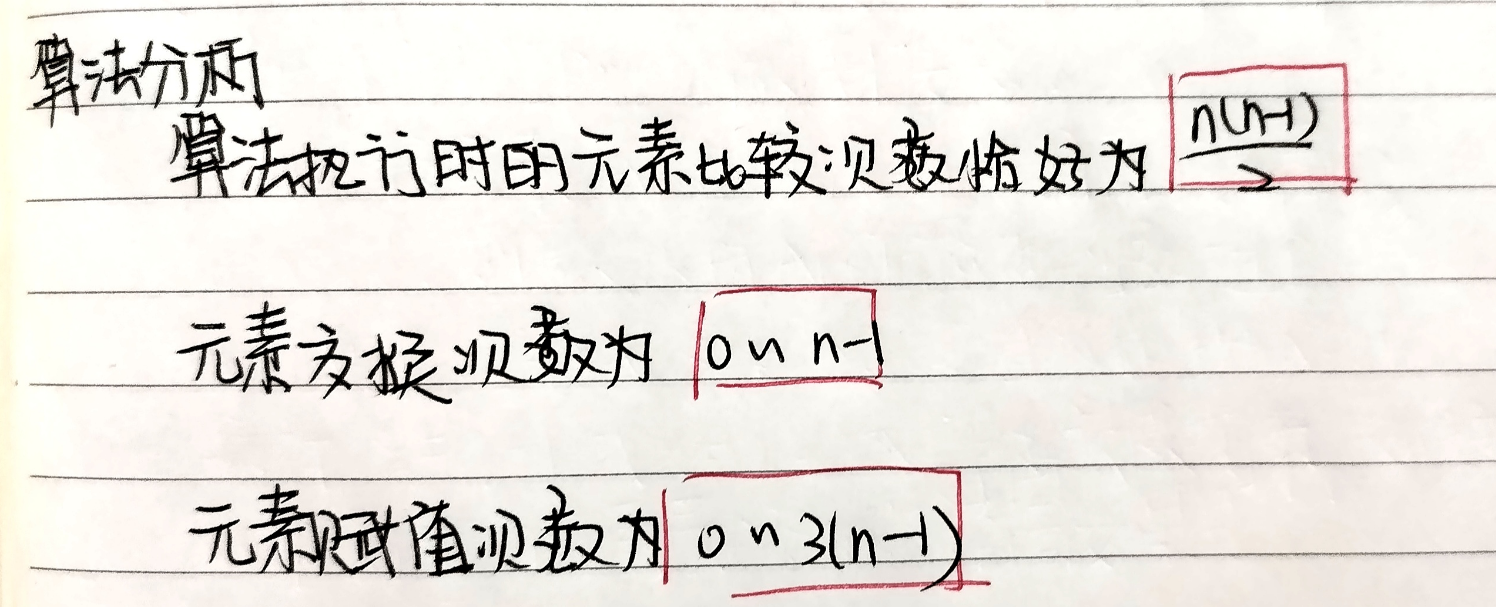 算法分析
算法执行时的元素比较次数恰好为 n(n-1)/2
元素交换次数为 0 ~ n-1
元素赋值次数为 0 ~ 3(n-1)